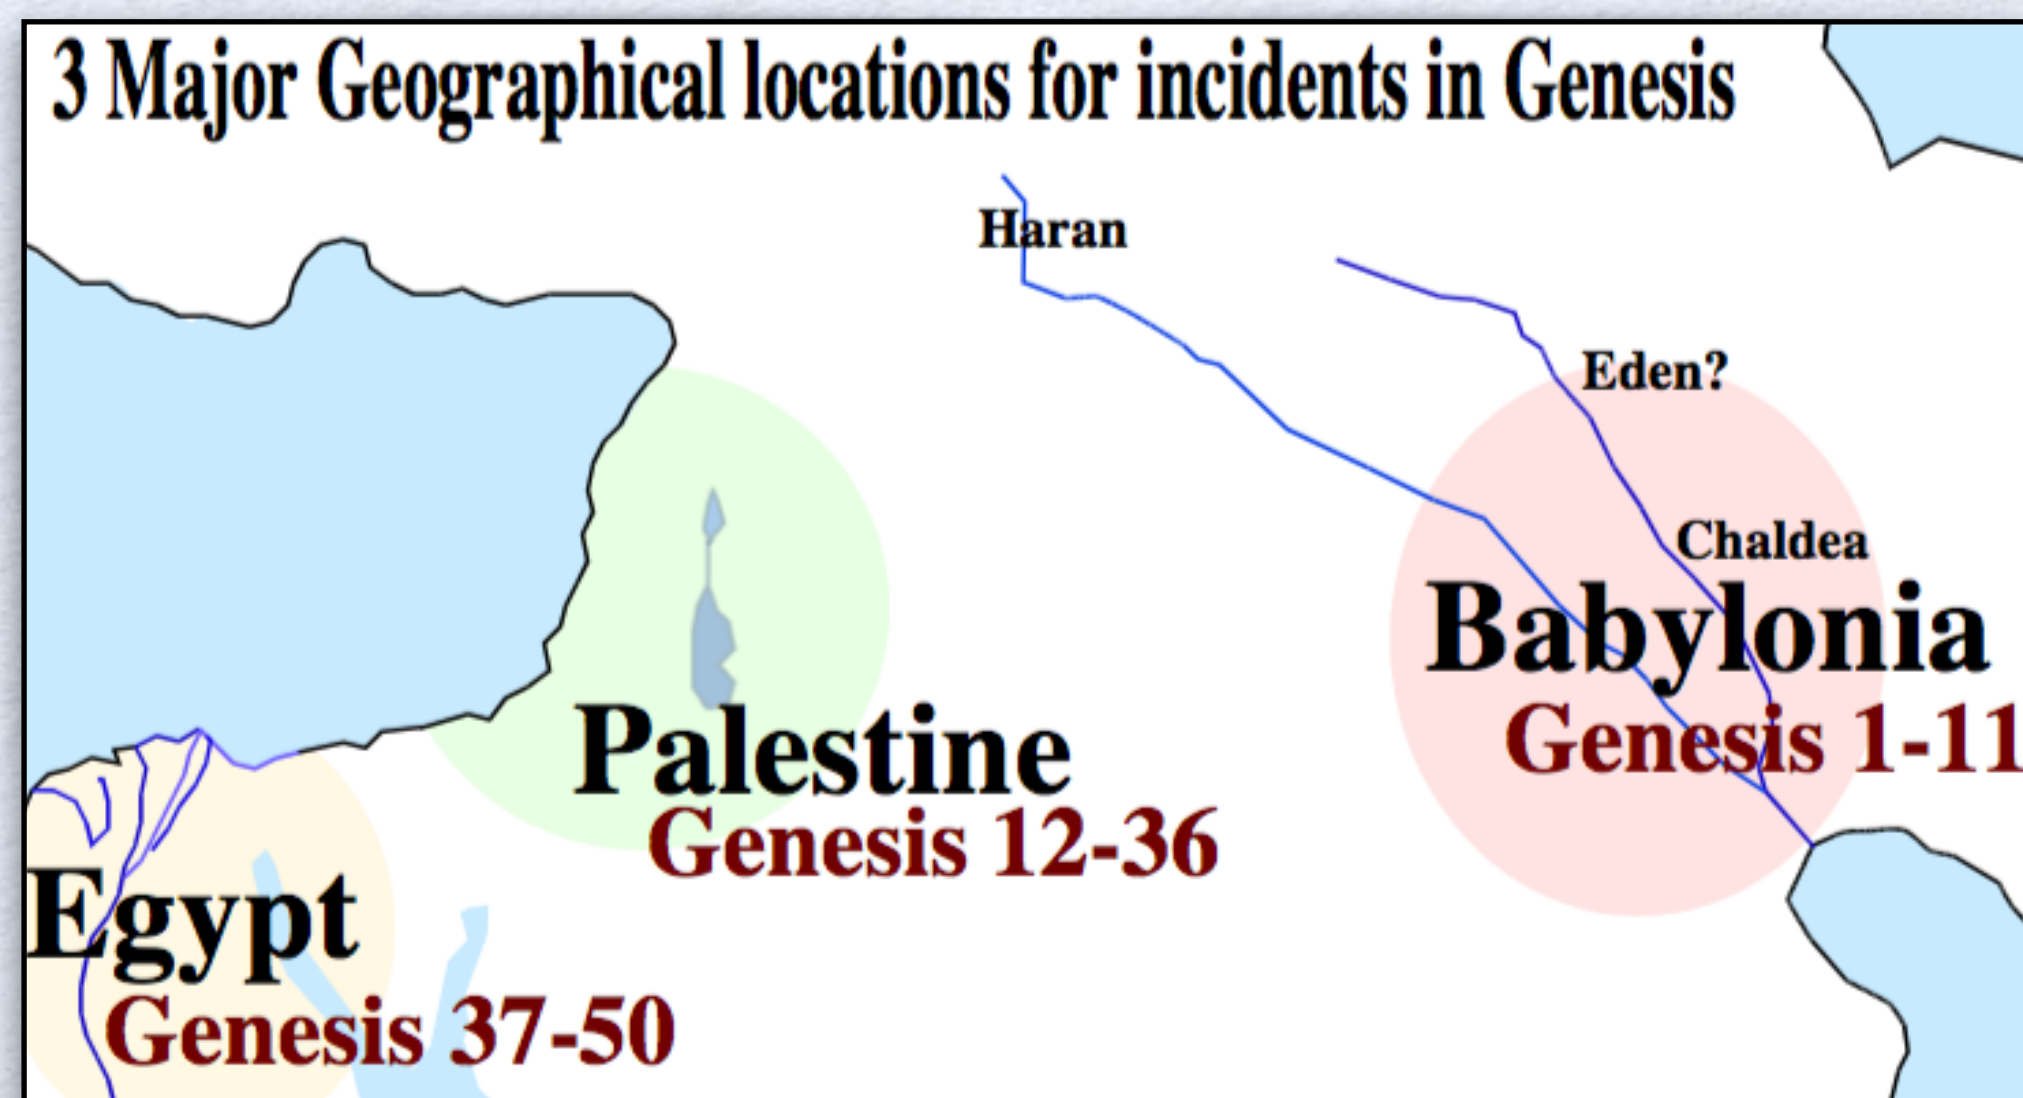 3 Major Geographical locations for incidents in Genesis
Haran
Eden?
Chaldea
Babylonia
Genesis 1-11
Palestine
Genesis 12-36
Egypt
Genesis 37-50